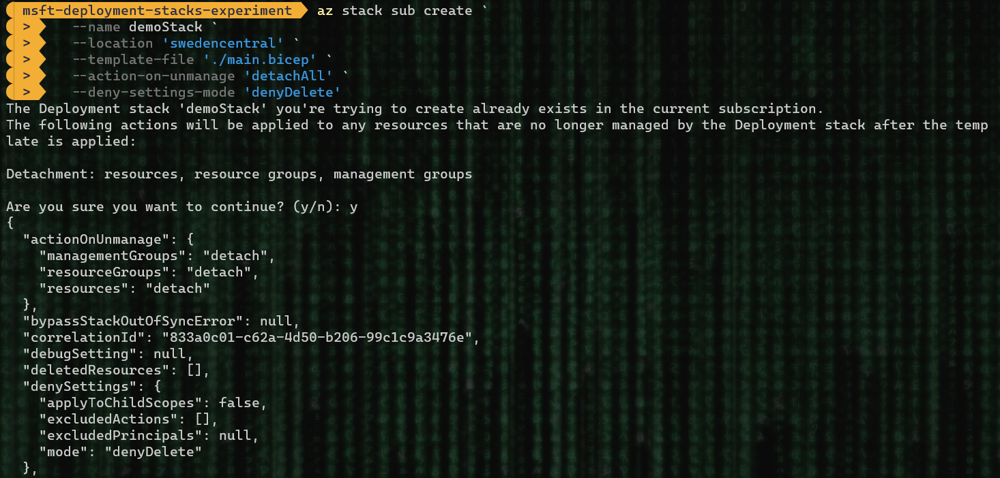 msft-deployment-stacks-experiment az stack sub create `
> --name demoStack `
> --location 'swedencentral' `
> --template-file './main.bicep' `
> --action-on-unmanage 'detachAll' `
> --deny-settings-mode 'denyDelete'
The Deployment stack 'demoStack' you're trying to create already exists in the current subscription.
The following actions will be applied to any resources that are no longer managed by the Deployment stack after the temp
late is applied:
Detachment: resources, resource groups, management groups
Are you sure you want to continue? (y/n): y
{
  "actionOnUnmanage": {
    "managementGroups": "detach",
    "resourceGroups": "detach",
    "resources": "detach"
  },
  "bypassStackOutOfSyncError": null,
  "correlationId": "833a0c01-c62a-4d50-b206-99c1c9a3476e",
  "debugSetting": null,
  "deletedResources": [],
  "denySettings": {
    "applyToChildScopes": false,
    "excludedActions": [],
    "excludedPrincipals": null,
    "mode": "denyDelete"
  },